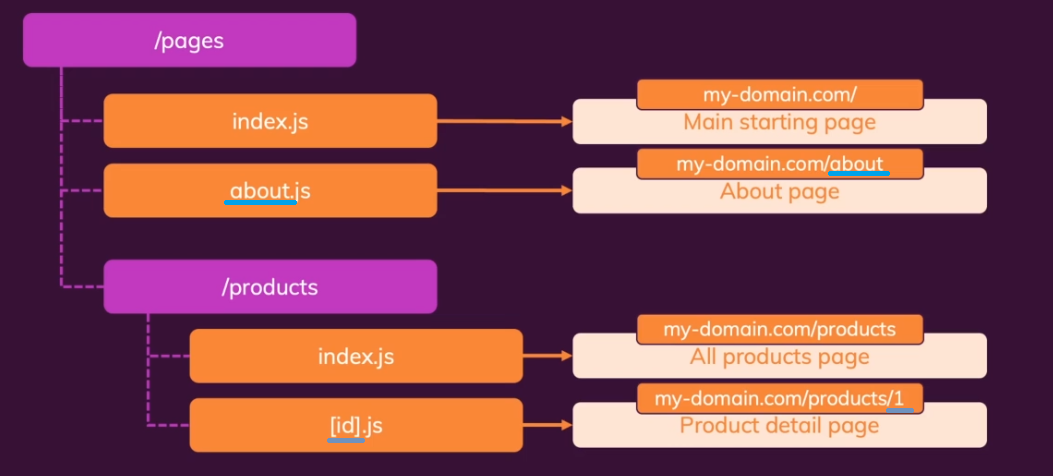 /pages
index.js
my-domain.com/
Main starting page
about.js
my-domain.com/about
About page
/products
index.js
my-domain.com/products
All products page
[id].js
my-domain.com/products/1
Product detail page